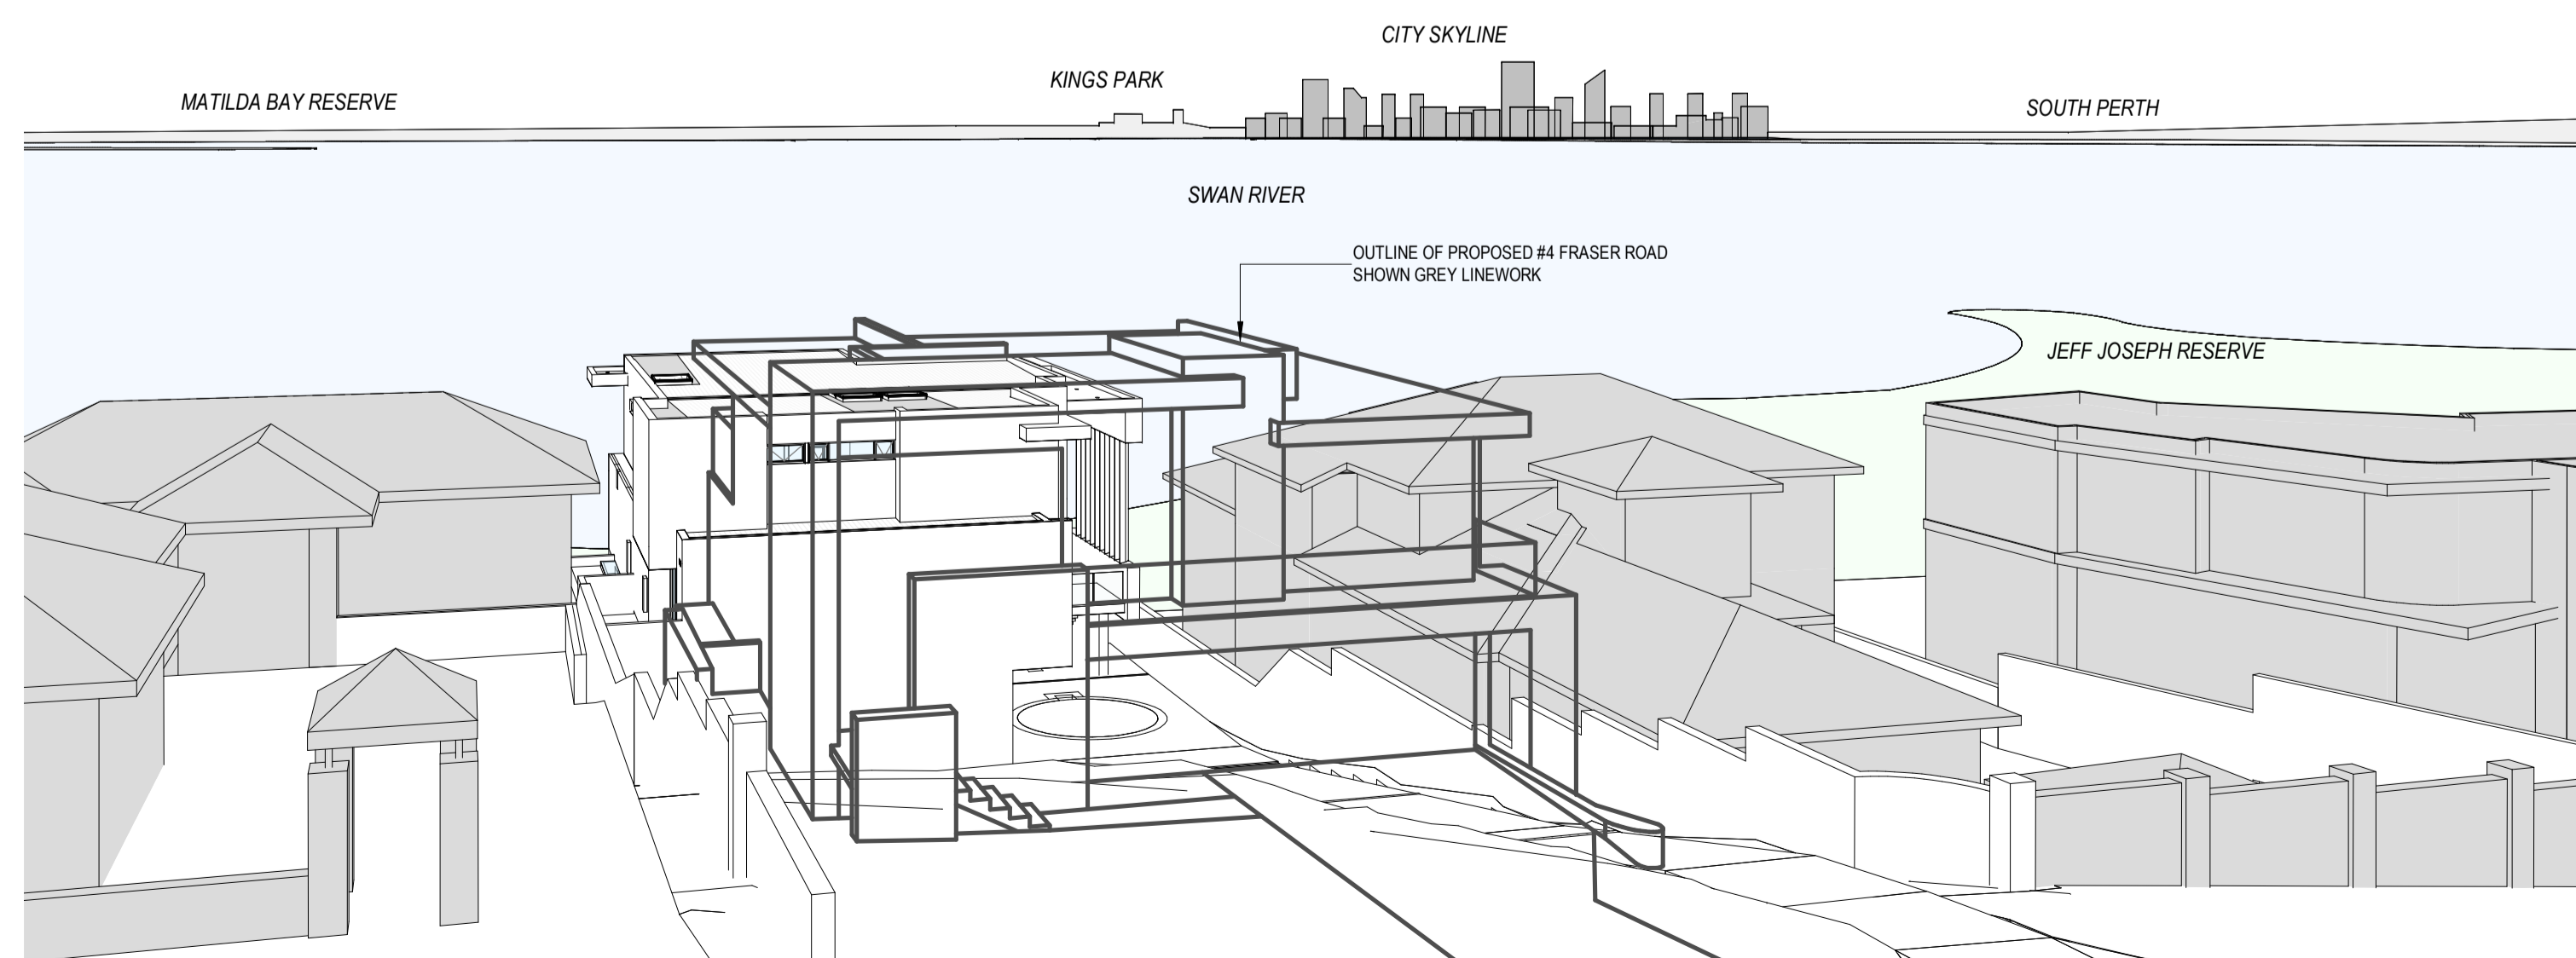 CITY SKYLINE
KINGS PARK
MATILDA BAY RESERVE
SOUTH PERTH
SWAN RIVER
OUTLINE OF PROPOSED #4 FRASER ROAD
SHOWN GREY LINEWORK
JEFF JOSEPH RESERVE